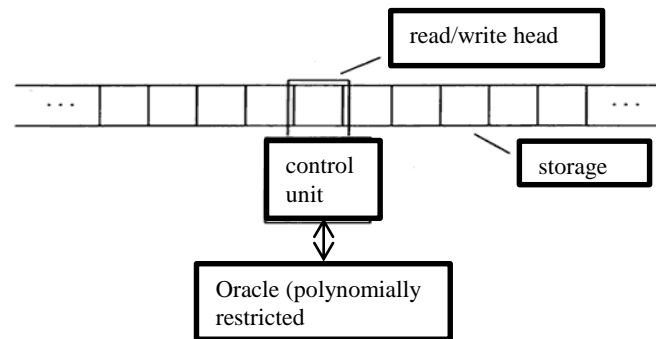 read/write head
...
...
storage
control
unit
Oracle (polynomially
restricted